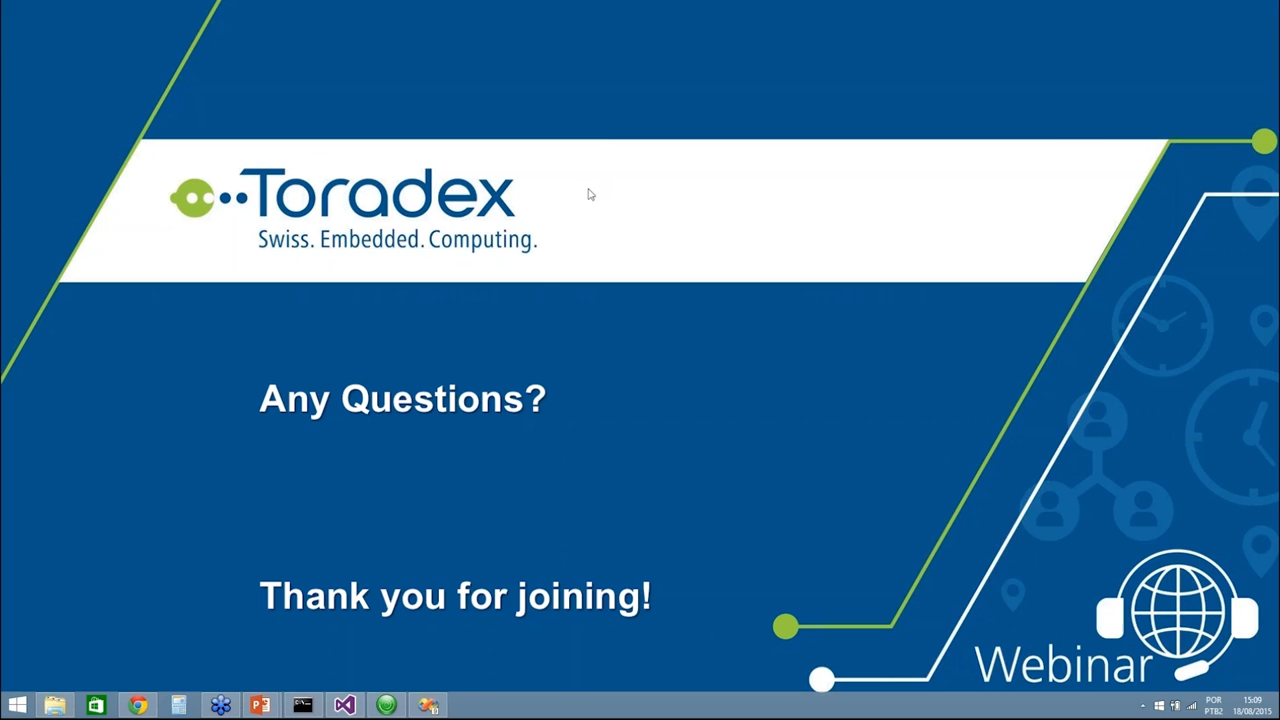 Toradex
Swiss. Embedded. Computing.
Any Questions?
Thank you for joining!
Webinar
POR
PTB2
15:09
18/08/2015